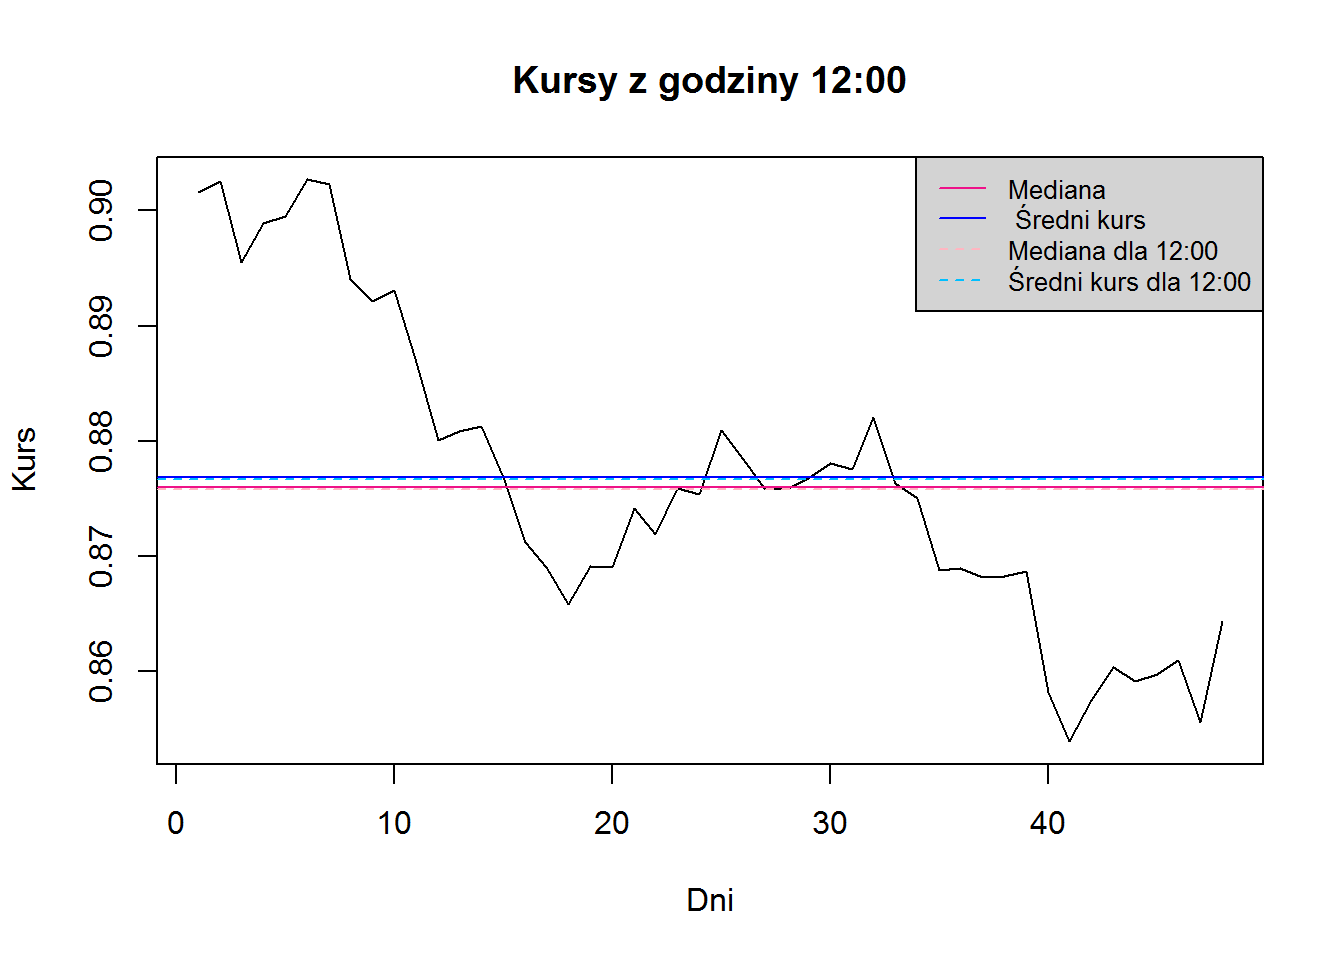 Kursy z godziny 12:00
Mediana
Średni kurs
Mediana dla 12:00
Średni kurs dla 12:00
Kurs
0.90
0.89
0.88
0.87
0.86
0
10
20
30
40
Dni